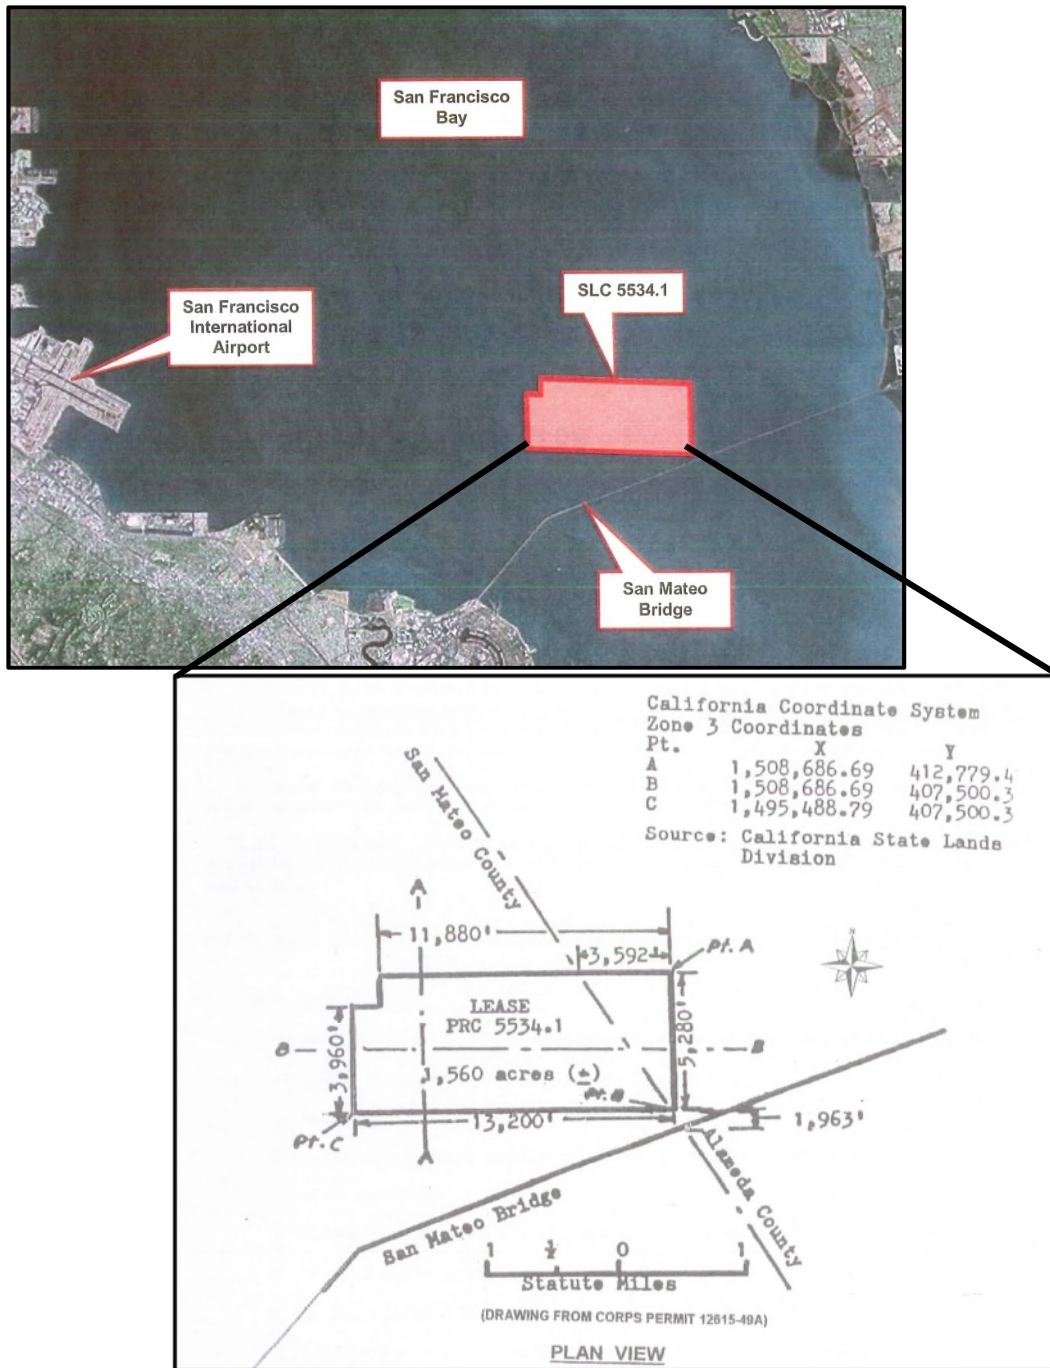 San Francisco
Bay
SLC 5534.1
San Francisco
International
Airport
San Mateo
Bridge
California Coordinate System
Zone 3 Coordinates
Pt. X Y
A 1,508,686.69 412,779.4
B 1,508,686.69 407,500.3
C 1,495,488.79 407,500.3
Source: California State Lands
Division
San Mateo County
A
11,880'
3,592'
Pt. A
N
LEASE
PRC 5534.1
3,960'
5,280'
B
B
1,560 acres (±)
Pt. B
13,200'
1,963'
Pt. C
A
Alameda County
San Mateo Bridge
1 ½ 0 1
Statute Miles
(DRAWING FROM CORPS PERMIT 12615-49A)
PLAN VIEW